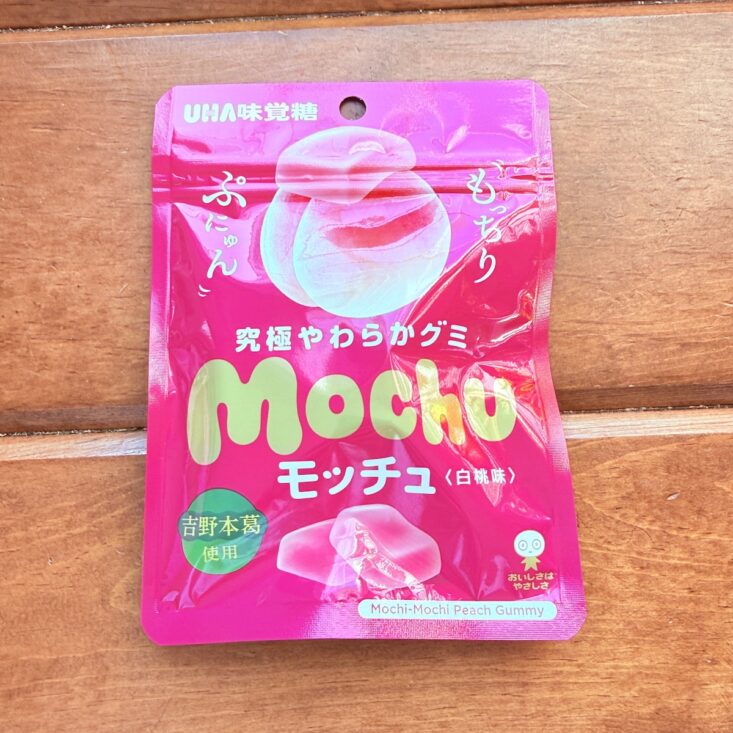 UHA味覚糖
もっちり
ぷにゅん
究極やわらかグミ
Mochu
モッチュ〈白桃味〉
吉野本葛
使用
おいしさは
やさしさ
Mochi-Mochi Peach Gummy